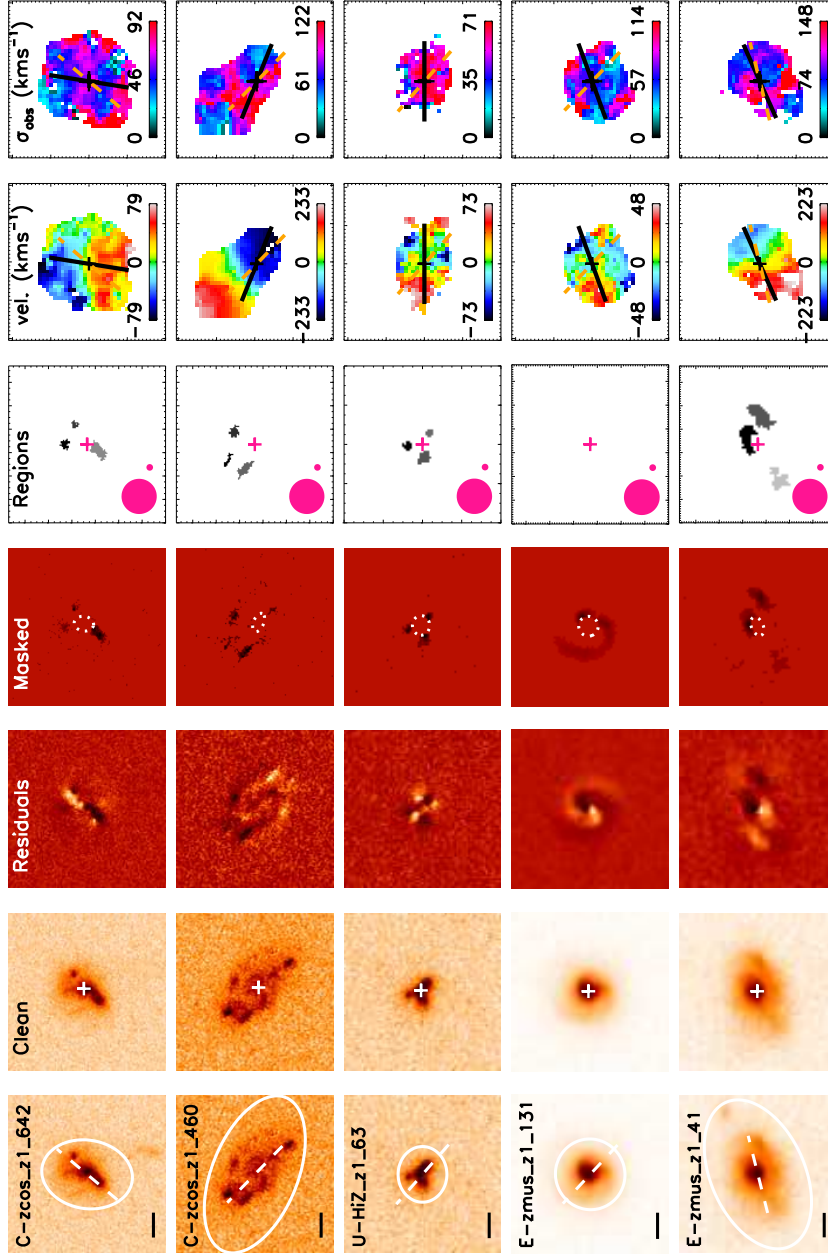 C-zcos_z1_642 Clean Residuals Masked Regions vel. (kms⁻¹) σ_obs (kms⁻¹)
−79 0 79 0 46 92
C-zcos_z1_460
−233 0 233 0 61 122
U-HiZ_z1_63
−73 0 73 0 35 71
E-zmus_z1_131
−48 0 48 0 57 114
E-zmus_z1_41
−223 0 223 0 74 148